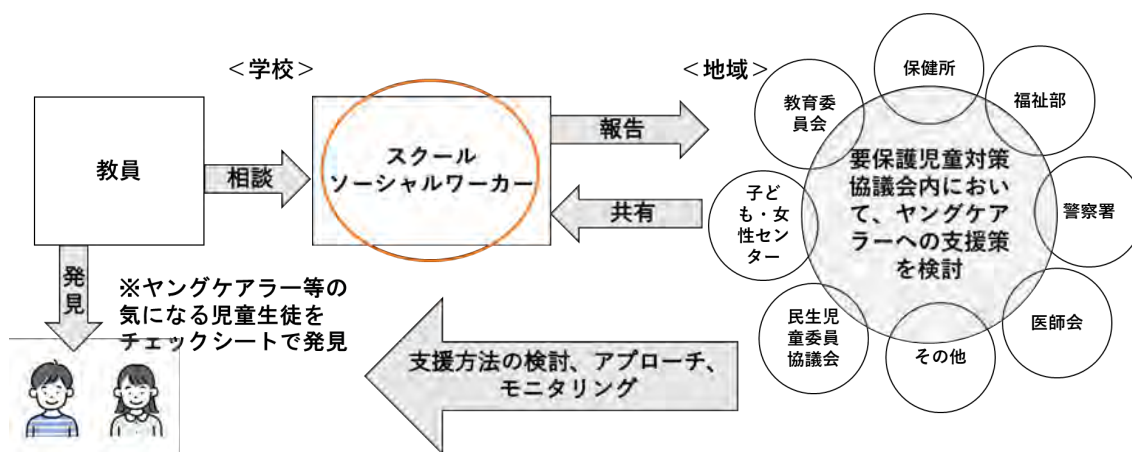 ＜学校＞
＜地域＞
教員
相談
スクール
ソーシャルワーカー
報告
共有
発見
※ヤングケアラー等の
気になる児童生徒を
チェックシートで発見
支援方法の検討、アプローチ、
モニタリング
要保護児童対策
協議会内におい
て、ヤングケア
ラーへの支援策
を検討
保健所
福祉部
警察署
医師会
その他
民生児
童委員
協議会
子ど
も・女
性セン
ター
教育委
員会